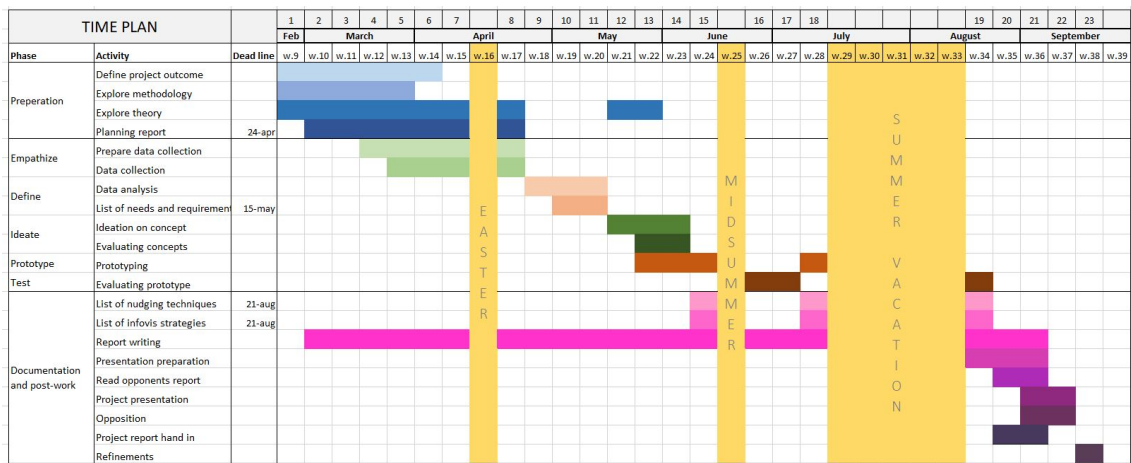 TIME PLAN
1 2 3 4 5 6 7 8 9 10 11 12 13 14 15 16 17 18 19 20 21 22 23
Feb March April May June July August September
Phase Activity Dead line w.9 w.10 w.11 w.12 w.13 w.14 w.15 w.16 w.17 w.18 w.19 w.20 w.21 w.22 w.23 w.24 w.25 w.26 w.27 w.28 w.29 w.30 w.31 w.32 w.33 w.34 w.35 w.36 w.37 w.38 w.39
Preperation
Define project outcome
Explore methodology
Explore theory
Planning report 24-apr
Empathize
Prepare data collection
Data collection
Define
Data analysis
List of needs and requirement 15-may
Ideate
Ideation on concept
Evaluating concepts
Prototype Prototyping
Test Evaluating prototype
Documentation
and post-work
List of nudging techniques 21-aug
List of infovis strategies 21-aug
Report writing
Presentation preparation
Read opponents report
Project presentation
Opposition
Project report hand in
Refinements
EASTER
MIDSUMMER
SUMMER VACATION